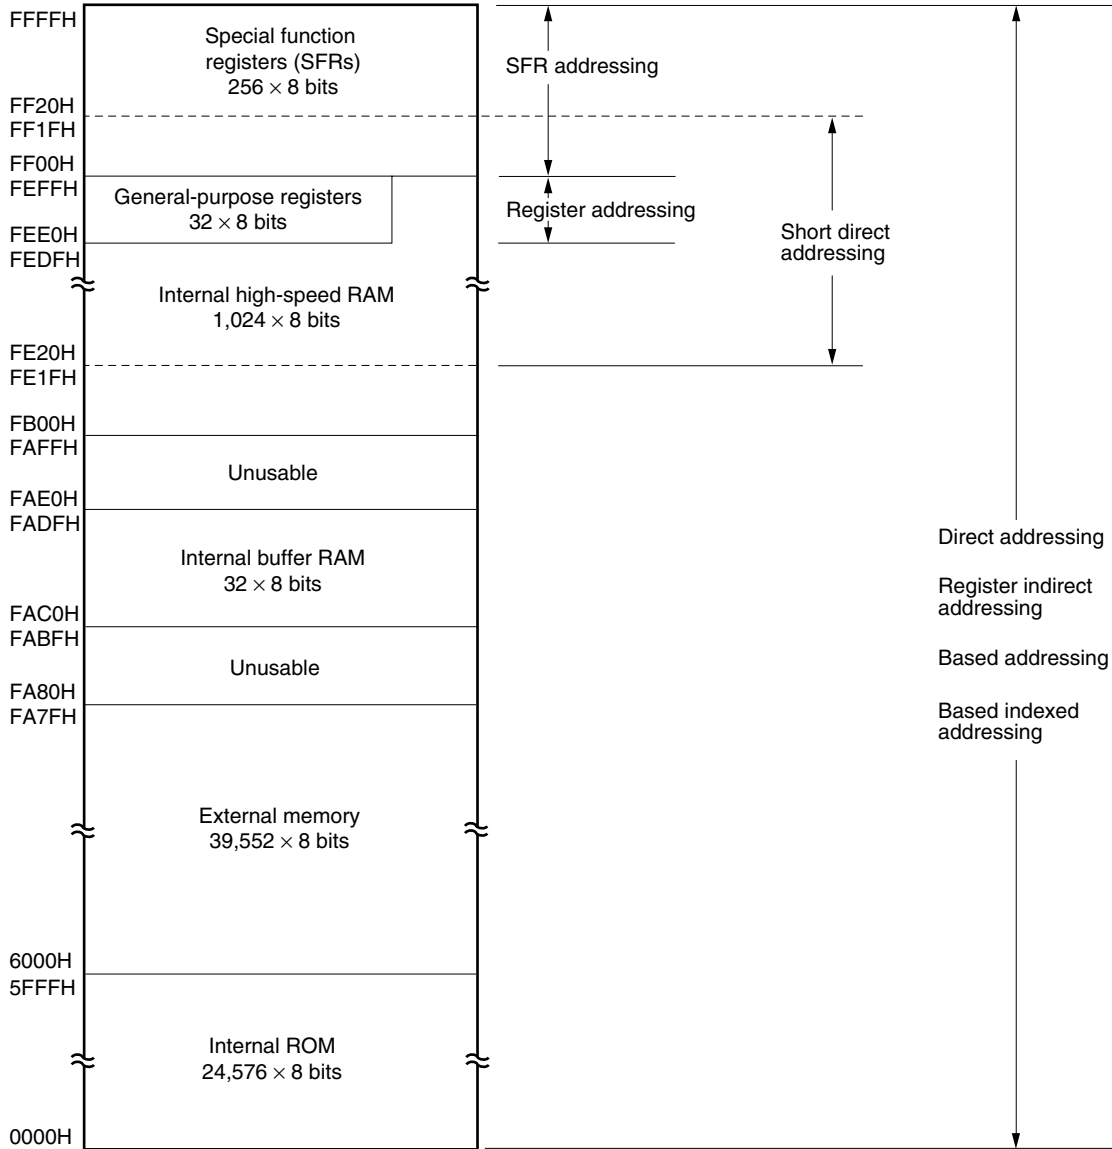 FFFFH
Special function
registers (SFRs)
256 × 8 bits
SFR addressing
FF20H
FF1FH
FF00H
FEFFH
General-purpose registers
32 × 8 bits
Register addressing
FEE0H
FEDFH
Short direct
addressing
Internal high-speed RAM
1,024 × 8 bits
FE20H
FE1FH
FB00H
FAFFH
Unusable
FAE0H
FADFH
Internal buffer RAM
32 × 8 bits
FAC0H
FABFH
Unusable
FA80H
FA7FH
Direct addressing
Register indirect
addressing
Based addressing
Based indexed
addressing
External memory
39,552 × 8 bits
6000H
5FFFH
Internal ROM
24,576 × 8 bits
0000H